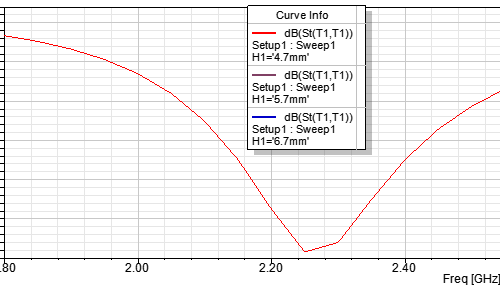 Curve Info
dB(St(T1,T1))
Setup1 : Sweep1
H1='4.7mm'
dB(St(T1,T1))
Setup1 : Sweep1
H1='5.7mm'
dB(St(T1,T1))
Setup1 : Sweep1
H1='6.7mm'
.80 2.00 2.20 2.40
Freq [GHz]